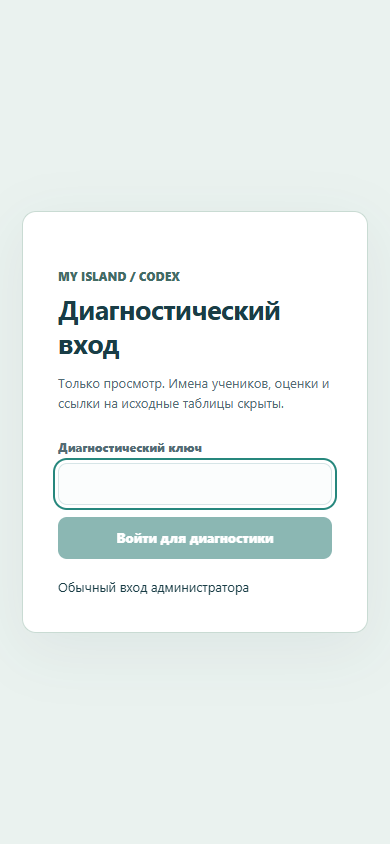 MY ISLAND / CODEX
Диагностический
вход
Только просмотр. Имена учеников, оценки и
ссылки на исходные таблицы скрыты.
Диагностический ключ
Войти для диагностики
Обычный вход администратора